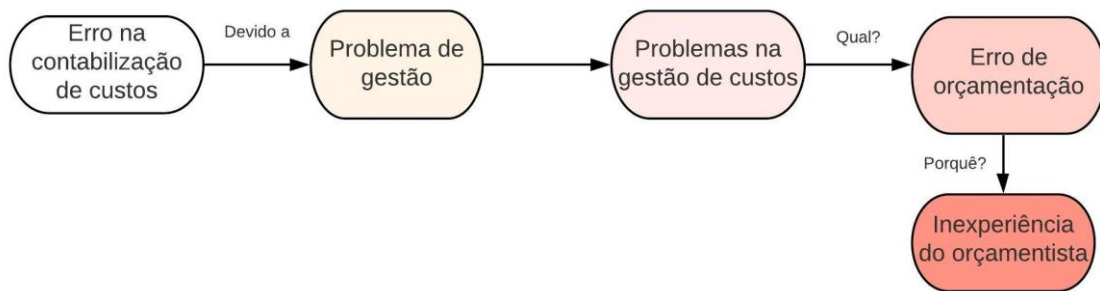 Erro na
contabilização
de custos
Devido a
Problema de
gestão
Problemas na
gestão de custos
Qual?
Erro de
orçamentação
Porquê?
Inexperiência
do orçamentista